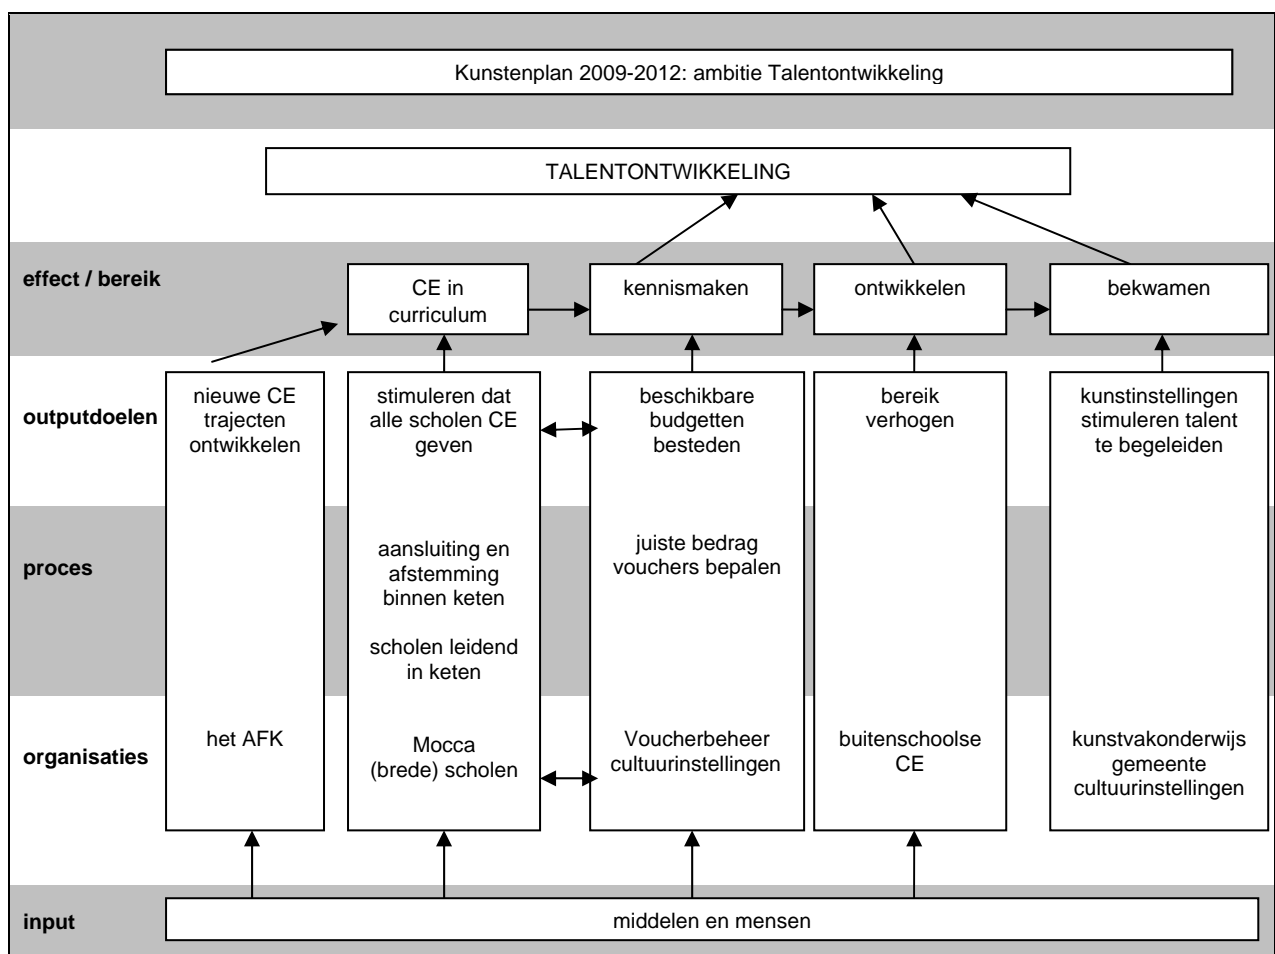 Kunstenplan 2009-2012: ambitie Talentontwikkeling
TALENTONTWIKKELING
effect / bereik
CE in
curriculum
kennismaken
ontwikkelen
bekwamen
outputdoelen
nieuwe CE
trajecten
ontwikkelen
stimuleren dat
alle scholen CE
geven
beschikbare
budgetten
besteden
bereik
verhogen
kunstinstellingen
stimuleren talent
te begeleiden
proces
aansluiting en
afstemming
binnen keten
scholen leidend
in keten
juiste bedrag
vouchers bepalen
organisaties
het AFK
Mocca
(brede) scholen
Voucherbeheer
cultuurinstellingen
buitenschoolse
CE
kunstvakonderwijs
gemeente
cultuurinstellingen
input
middelen en mensen